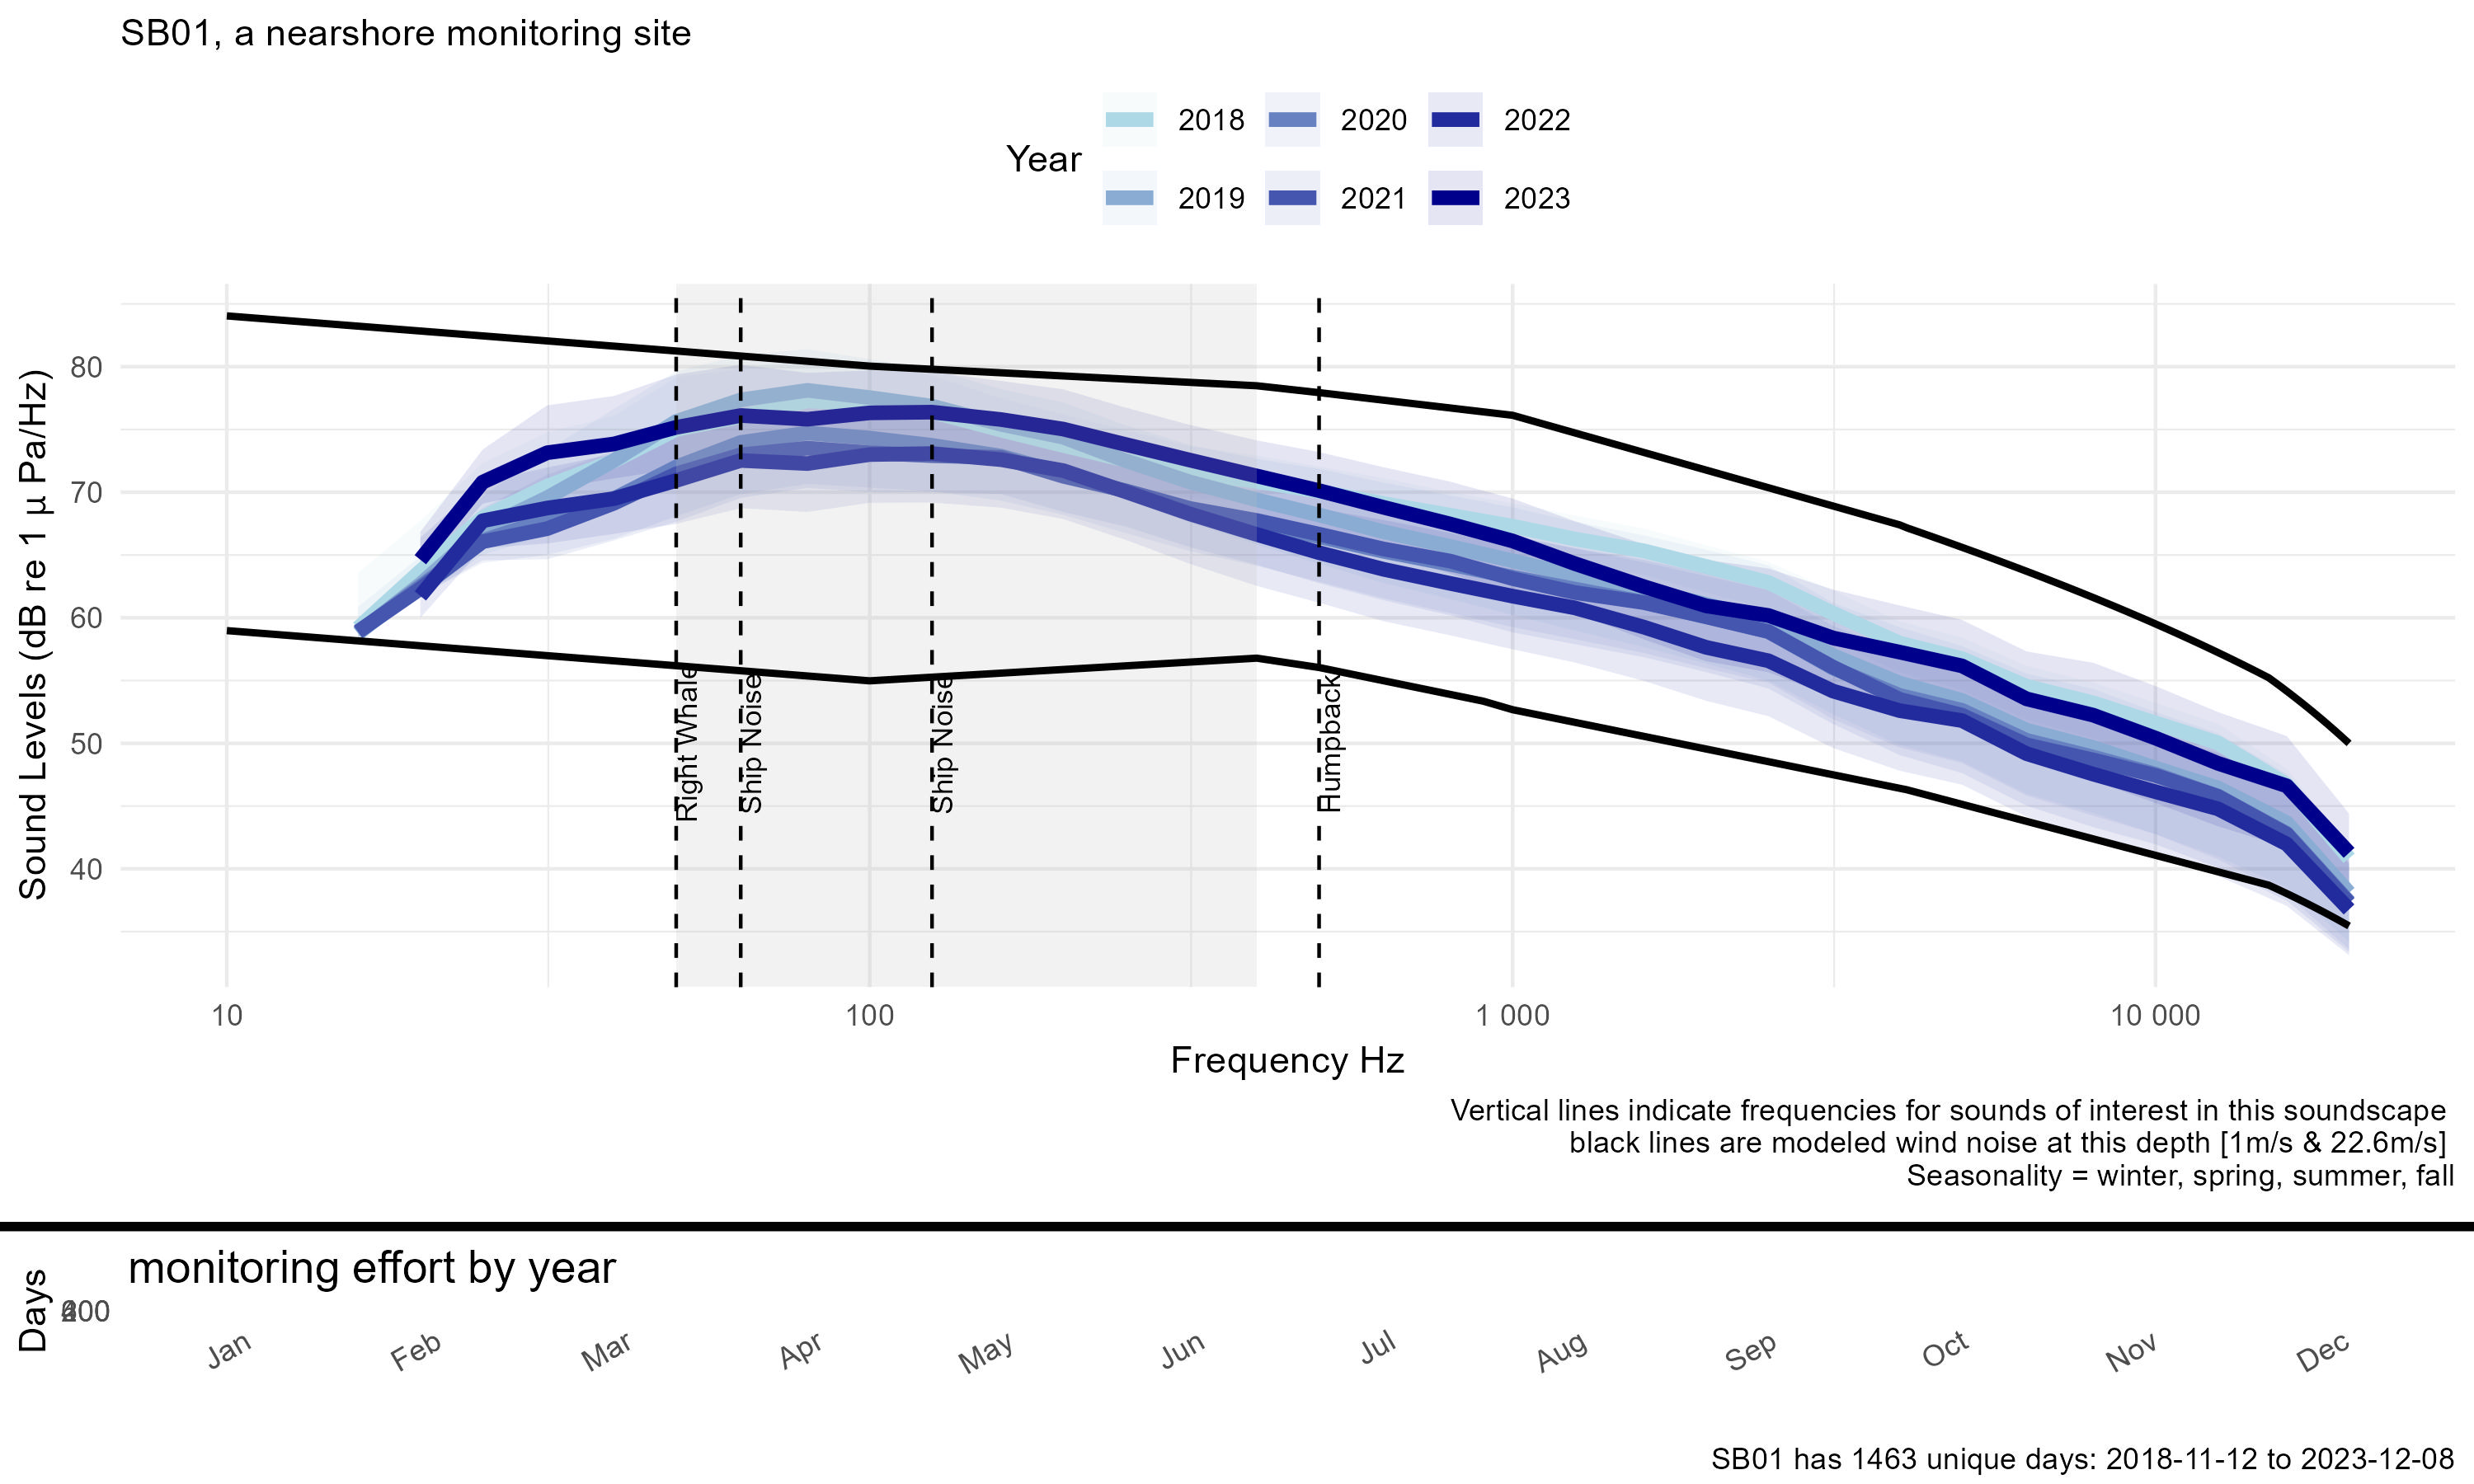 SB01, a nearshore monitoring site
Year
2018
2020
2022
2019
2021
2023
Sound Levels (dB re 1 µ Pa/Hz)
80
70
60
50
40
Right Whale
Ship Noise
Ship Noise
Humpback
10
100
1 000
10 000
Frequency Hz
Vertical lines indicate frequencies for sounds of interest in this soundscape
black lines are modeled wind noise at this depth [1m/s & 22.6m/s]
Seasonality = winter, spring, summer, fall
monitoring effort by year
Days
Jan
Feb
Mar
Apr
May
Jun
Jul
Aug
Sep
Oct
Nov
Dec
SB01 has 1463 unique days: 2018-11-12 to 2023-12-08